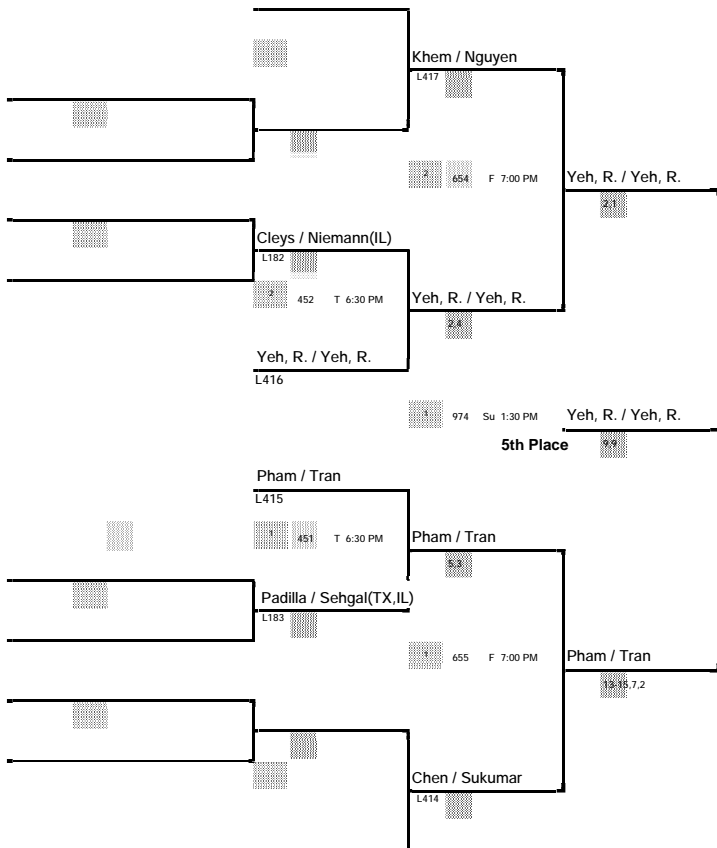 Khem / Nguyen
L417
2 654 F 7:00 PM
Yeh, R. / Yeh, R.
2,1
Cleys / Niemann(IL)
L182
2 452 T 6:30 PM
Yeh, R. / Yeh, R.
2,4
Yeh, R. / Yeh, R.
L416
1 974 Su 1:30 PM
Yeh, R. / Yeh, R.
5th Place
9,9
Pham / Tran
L415
1 451 T 6:30 PM
Pham / Tran
5,3
Padilla / Sehgal(TX,IL)
L183
1 655 F 7:00 PM
Pham / Tran
13-15,7,2
Chen / Sukumar
L414